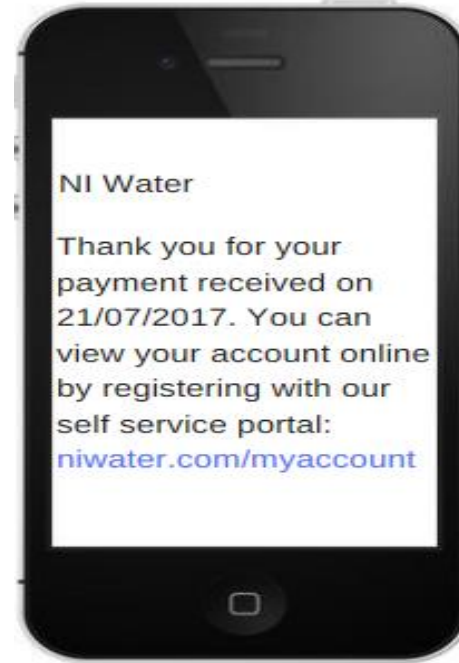 NI Water
Thank you for your
payment received on
21/07/2017. You can
view your account online
by registering with our
self service portal:
niwater.com/myaccount